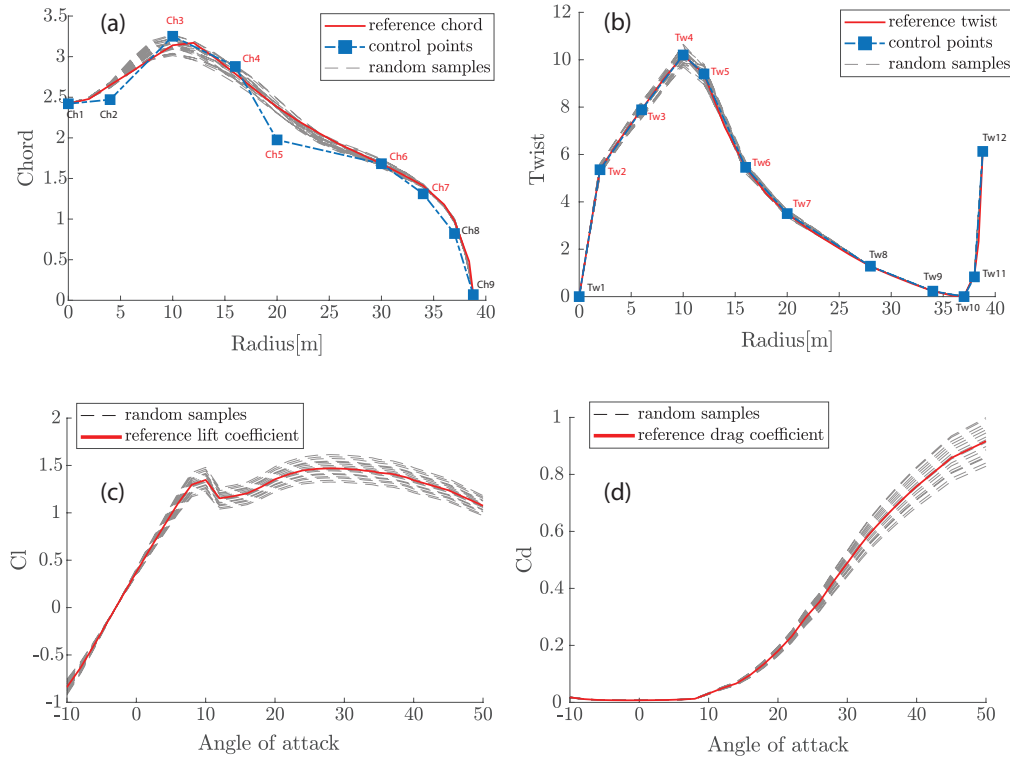 (a)
reference chord
control points
random samples
Chord
3.5
3
2.5
2
1.5
1
0.5
0
Ch1
Ch2
Ch3
Ch4
Ch5
Ch6
Ch7
Ch8
Ch9
0 5 10 15 20 25 30 35 40
Radius[m]
(b)
reference twist
control points
random samples
Twist
12
10
8
6
4
2
0
Tw1
Tw2
Tw3
Tw4
Tw5
Tw6
Tw7
Tw8
Tw9
Tw10
Tw11
Tw12
0 5 10 15 20 25 30 35 40
Radius[m]
random samples
reference lift coefficient
(c)
Cl
2
1.5
1
0.5
0
-0.5
-1
-10 0 10 20 30 40 50
Angle of attack
random samples
reference drag coefficient
(d)
Cd
1
0.8
0.6
0.4
0.2
0
-10 0 10 20 30 40 50
Angle of attack